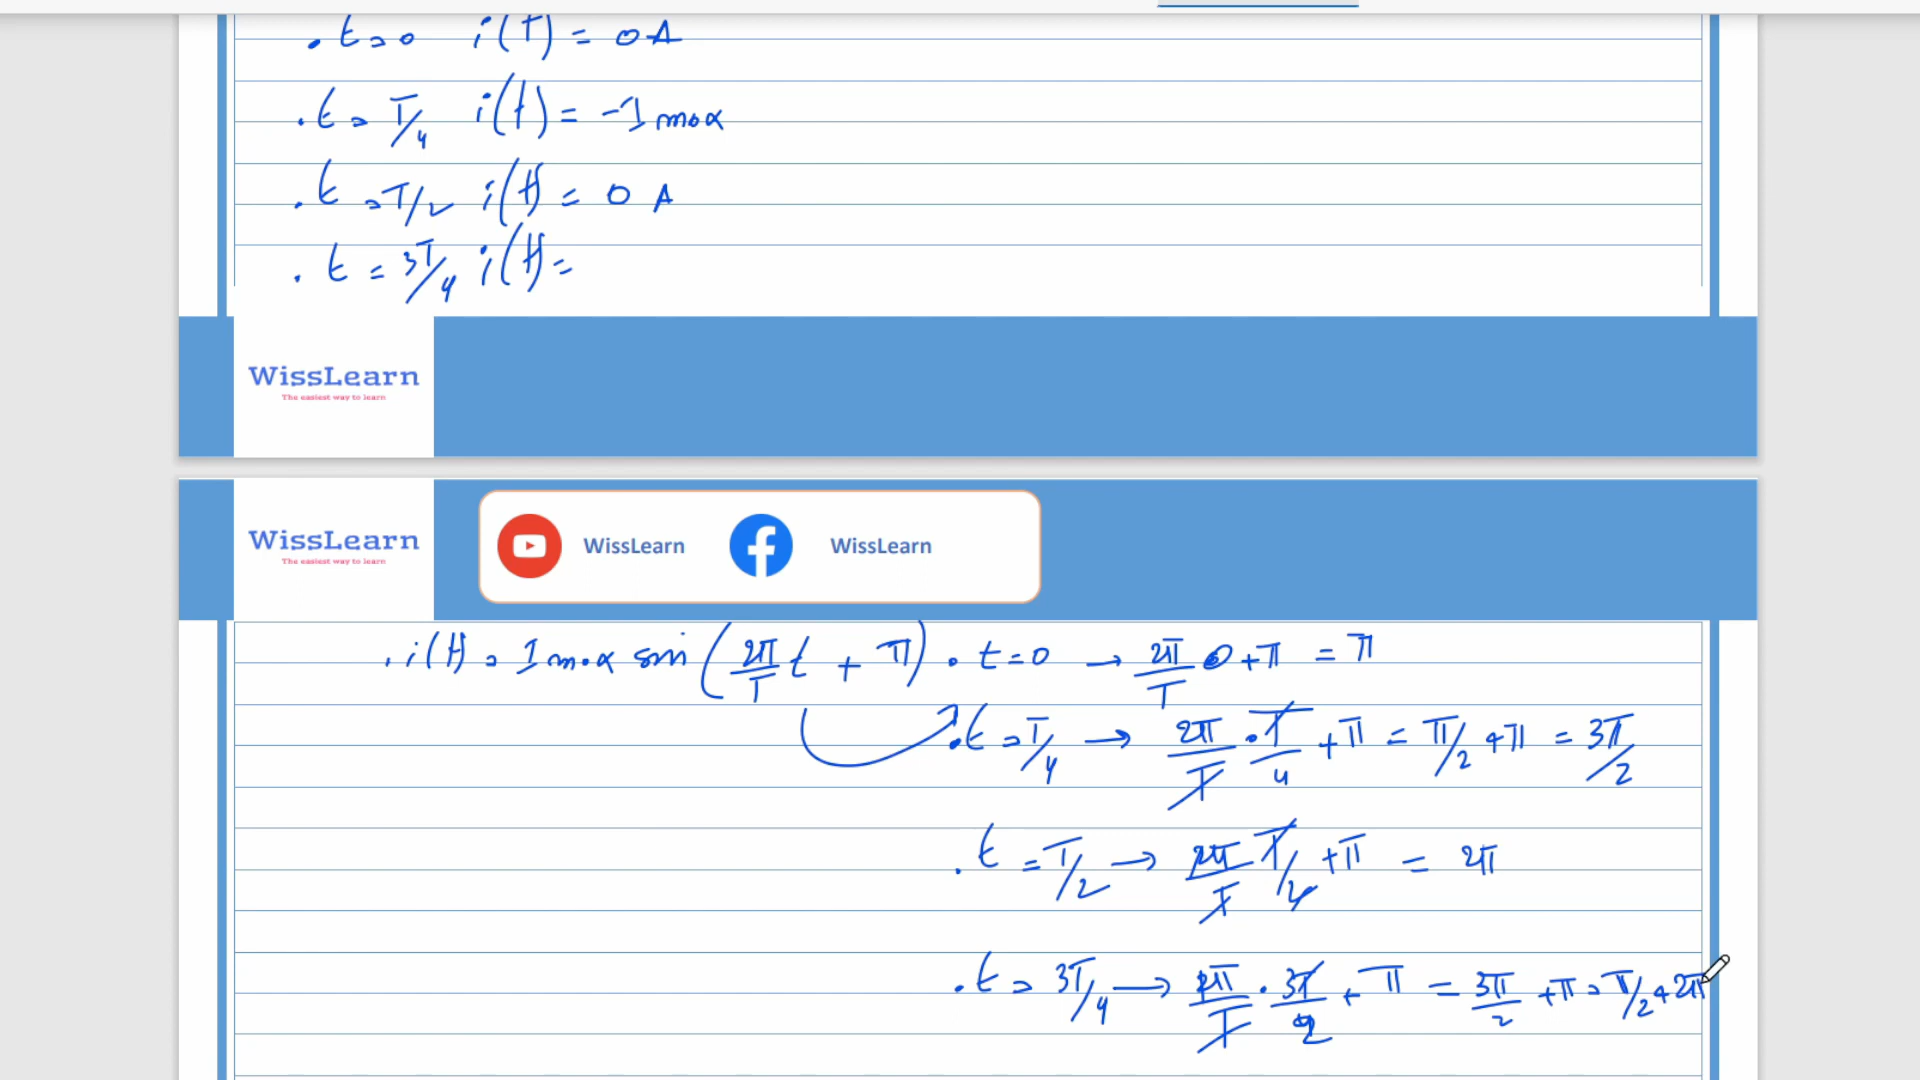 . t = 0 i(t) = 0 A
. t = T/4 i(t) = -Imax
. t = T/2 i(t) = 0 A
. t = 3T/4 i(t) =
WissLearn
The easiest way to learn
WissLearn
The easiest way to learn
WissLearn
WissLearn
. i(t) = Imax sin(2π/T t + π) . t = 0 → 2π/T 0 + π = π
. t = T/4 → 2π/T . T/4 + π = π/2 + π = 3π/2
. t = T/2 → 2π/T T/2 + π = 2π
. t = 3T/4 → 2π/T . 3T/4 + π = 3π/2 + π = π/2 + 2π